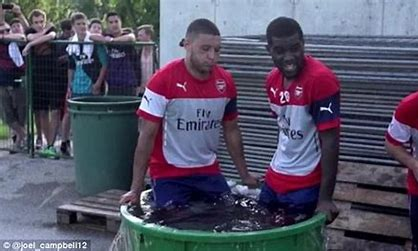 PUMA
PUMA
Fly
Emirates
Fly
Emirates
28
@joel_campbell12